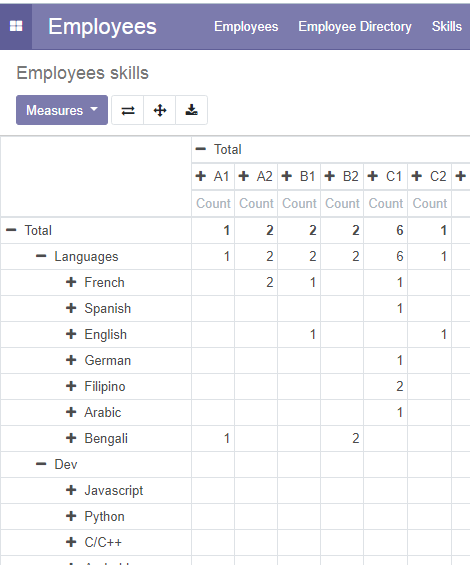 Employees Employees Employee Directory Skills
Employees skills
Measures
Total
A1 A2 B1 B2 C1 C2
Count Count Count Count Count Count
Total 1 2 2 2 6 1
Languages 1 2 2 2 6 1
French 2 1 1
Spanish 1
English 1 1
German 1
Filipino 2
Arabic 1
Bengali 1 2
Dev
Javascript
Python
C/C++